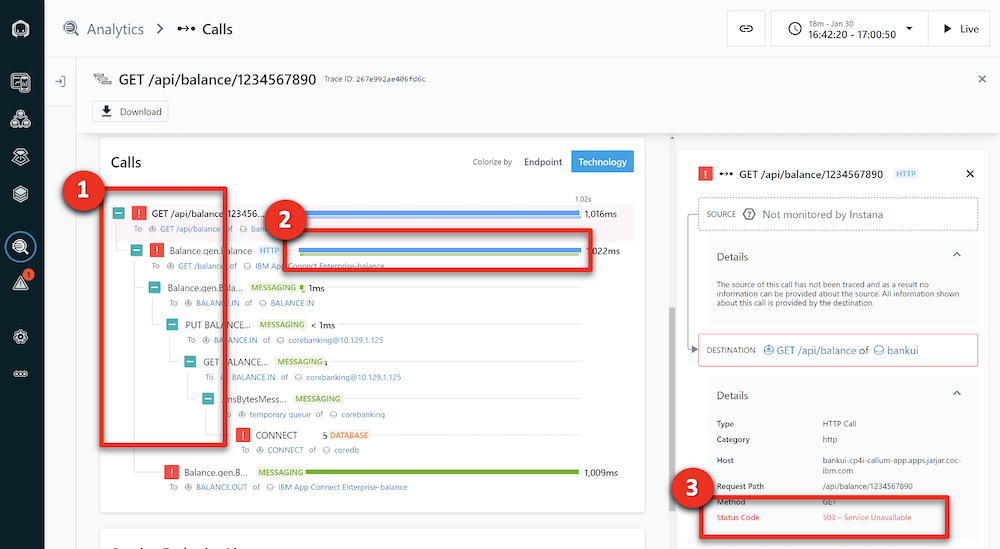 Analytics > Calls
18m - Jan 30
16:42:20 - 17:00:50
Live
GET /api/balance/1234567890 Trace ID: 267e992ae406fd6c
Download
Calls
Colorize by Endpoint Technology
1.02s
1
GET /api/balance/123456... 1,016ms
To GET /api/balance of
2
Balance.gen.Balance HTTP 1,022ms
To GET /balance of IBM App Connect Enterprise-balance
Balance.gen.Bala... MESSAGING 1ms
To BALANCE.IN of BALANCE.IN
PUT BALANCE... MESSAGING < 1ms
To BALANCE.IN of corebanking@10.129.1.125
GET BALANCE... MESSAGING
To BALANCE.IN of corebanking@10.129.1.125
msBytesMess... MESSAGING
temporary queue of corebanking
CONNECT 5 DATABASE
To CONNECT of coredb
Balance.gen.B... MESSAGING 1,009ms
To BALANCE.OUT of IBM App Connect Enterprise-balance
GET /api/balance/1234567890 HTTP
SOURCE Not monitored by Instana
Details
The source of this call has not been traced and as a result no
information can be provided about the source. All information shown
about this call is provided by the destination.
DESTINATION GET /api/balance of bankui
Details
Type HTTP Call
Category http
Host bankui-cp4i-callum-app.apps.jarjar.coc-
ibm.com
Request Path /api/balance/1234567890
3
Method GET
Status Code 503 – Service Unavailable
1